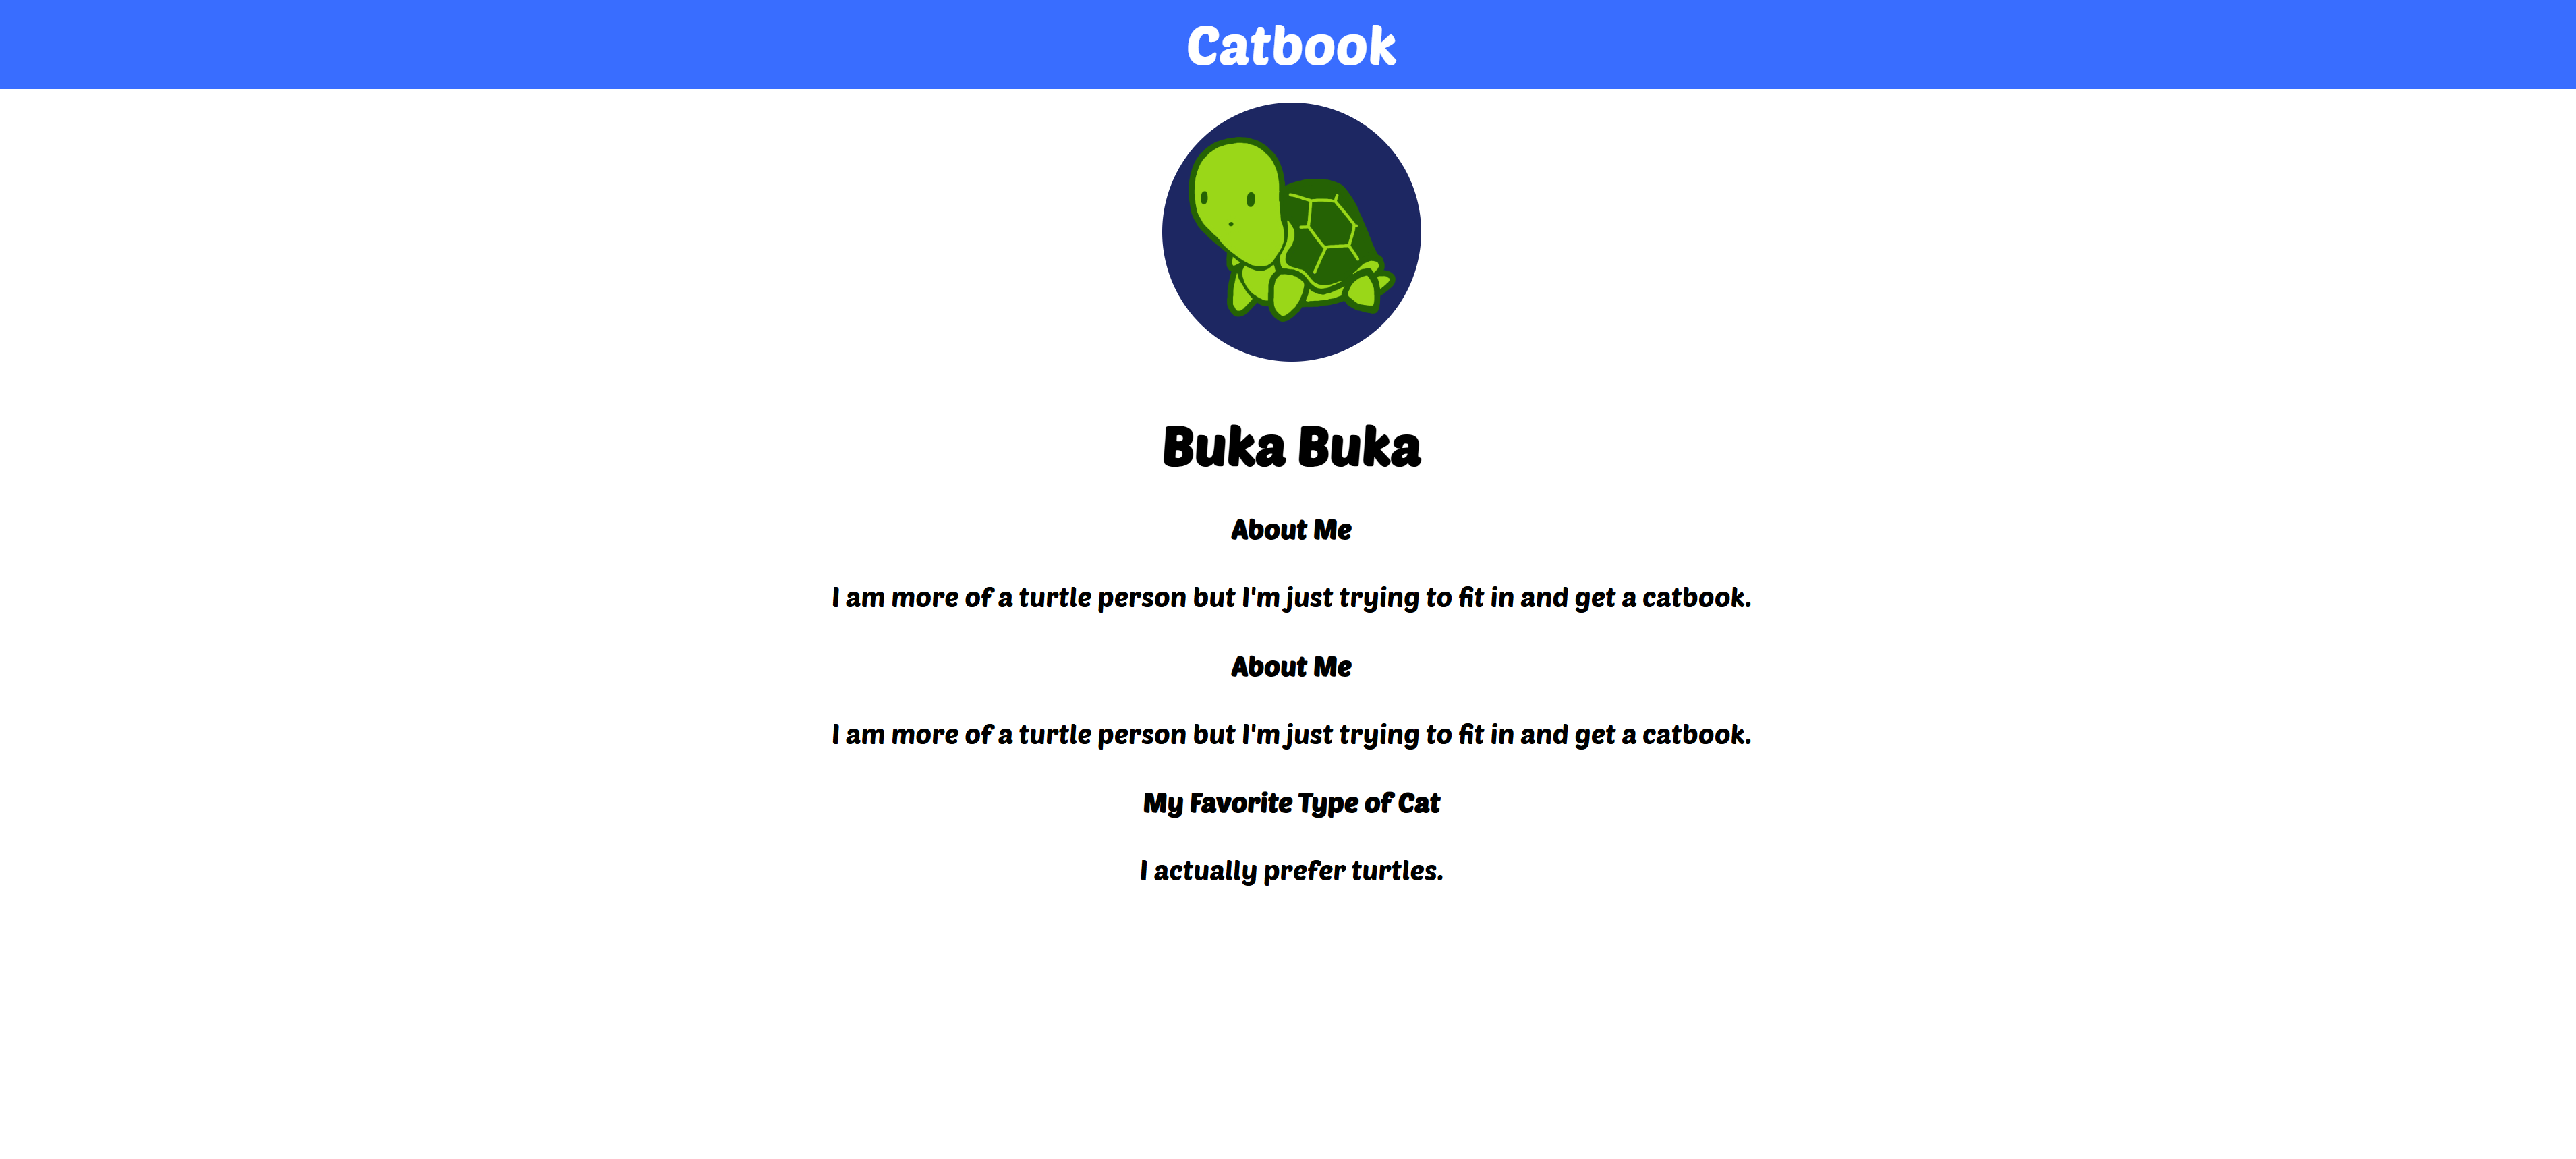 Catbook
Buka Buka
About Me
I am more of a turtle person but I'm just trying to fit in and get a catbook.
About Me
I am more of a turtle person but I'm just trying to fit in and get a catbook.
My Favorite Type of Cat
I actually prefer turtles.